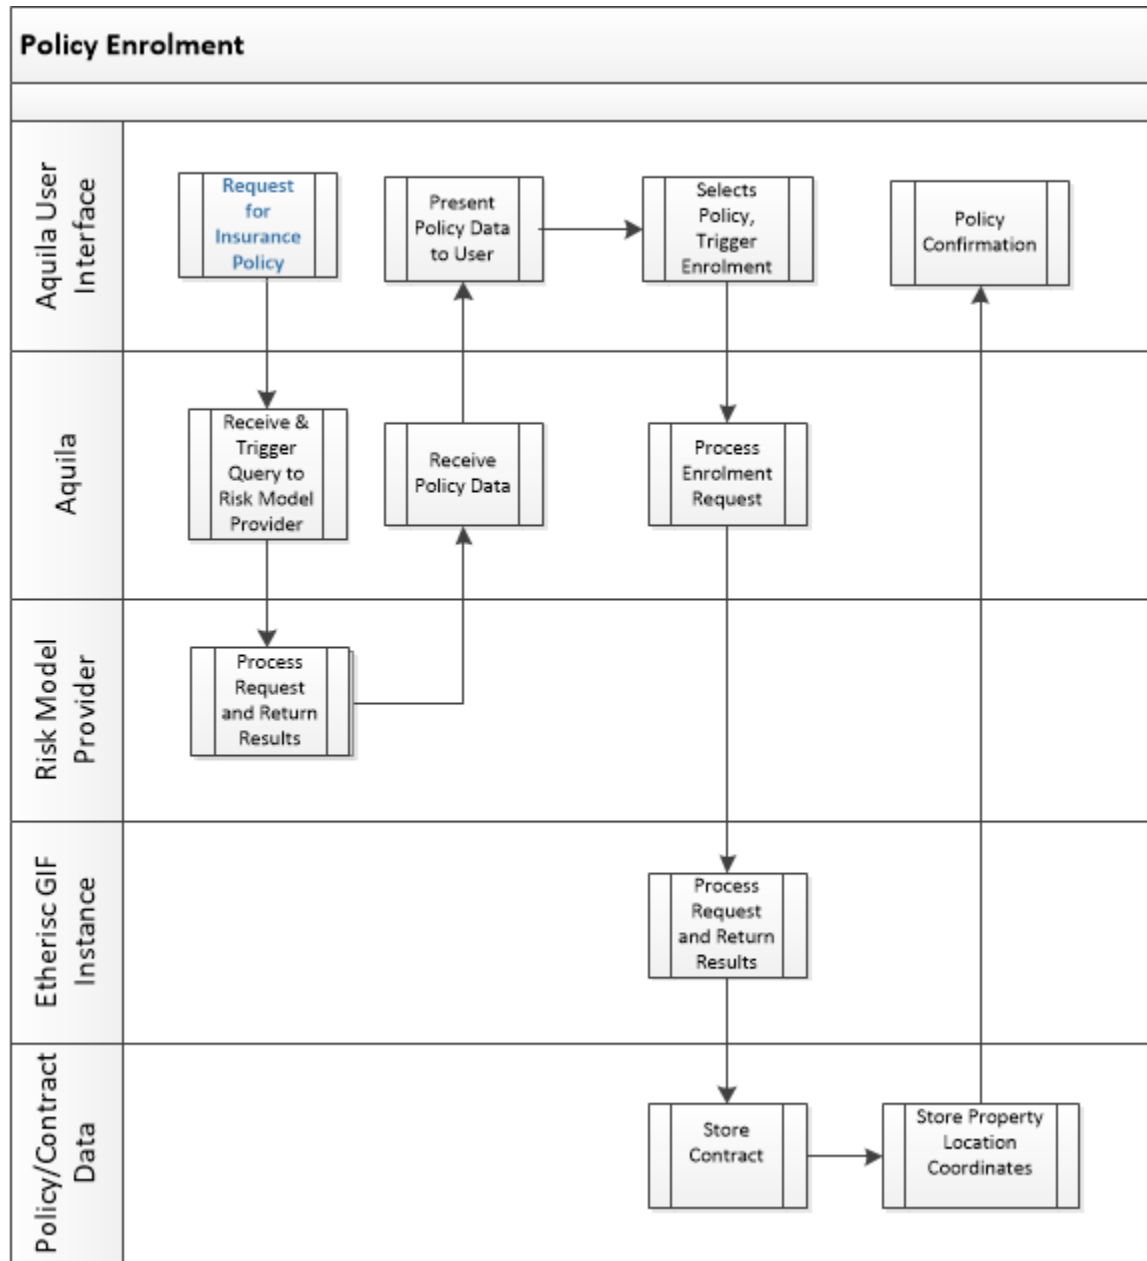 Policy Enrolment
Aquila User
Interface
Request
for
Insurance
Policy
Present
Policy Data
to User
Selects
Policy,
Trigger
Enrolment
Policy
Confirmation
Aquila
Receive &
Trigger
Query to
Risk Model
Provider
Receive
Policy Data
Process
Enrolment
Request
Risk Model
Provider
Process
Request
and Return
Results
Etherisc GIF
Instance
Process
Request
and Return
Results
Policy/Contract
Data
Store
Contract
Store Property
Location
Coordinates